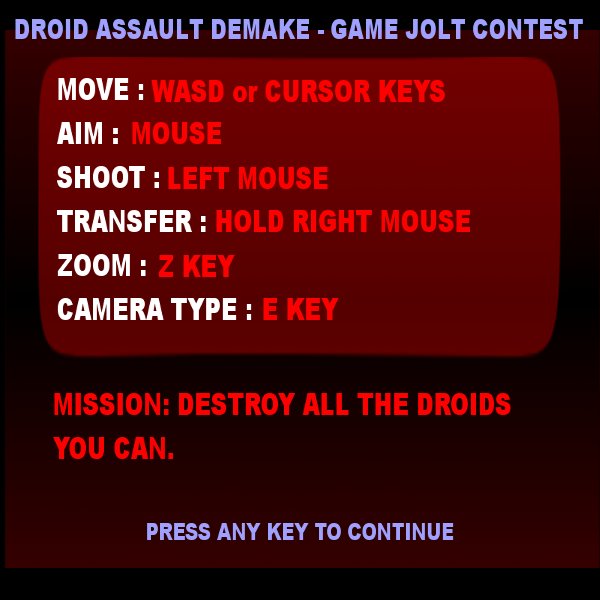 DROID ASSAULT DEMAKE - GAME JOLT CONTEST
MOVE : WASD or CURSOR KEYS
AIM : MOUSE
SHOOT : LEFT MOUSE
TRANSFER : HOLD RIGHT MOUSE
ZOOM : Z KEY
CAMERA TYPE : E KEY
MISSION: DESTROY ALL THE DROIDS
YOU CAN.
PRESS ANY KEY TO CONTINUE